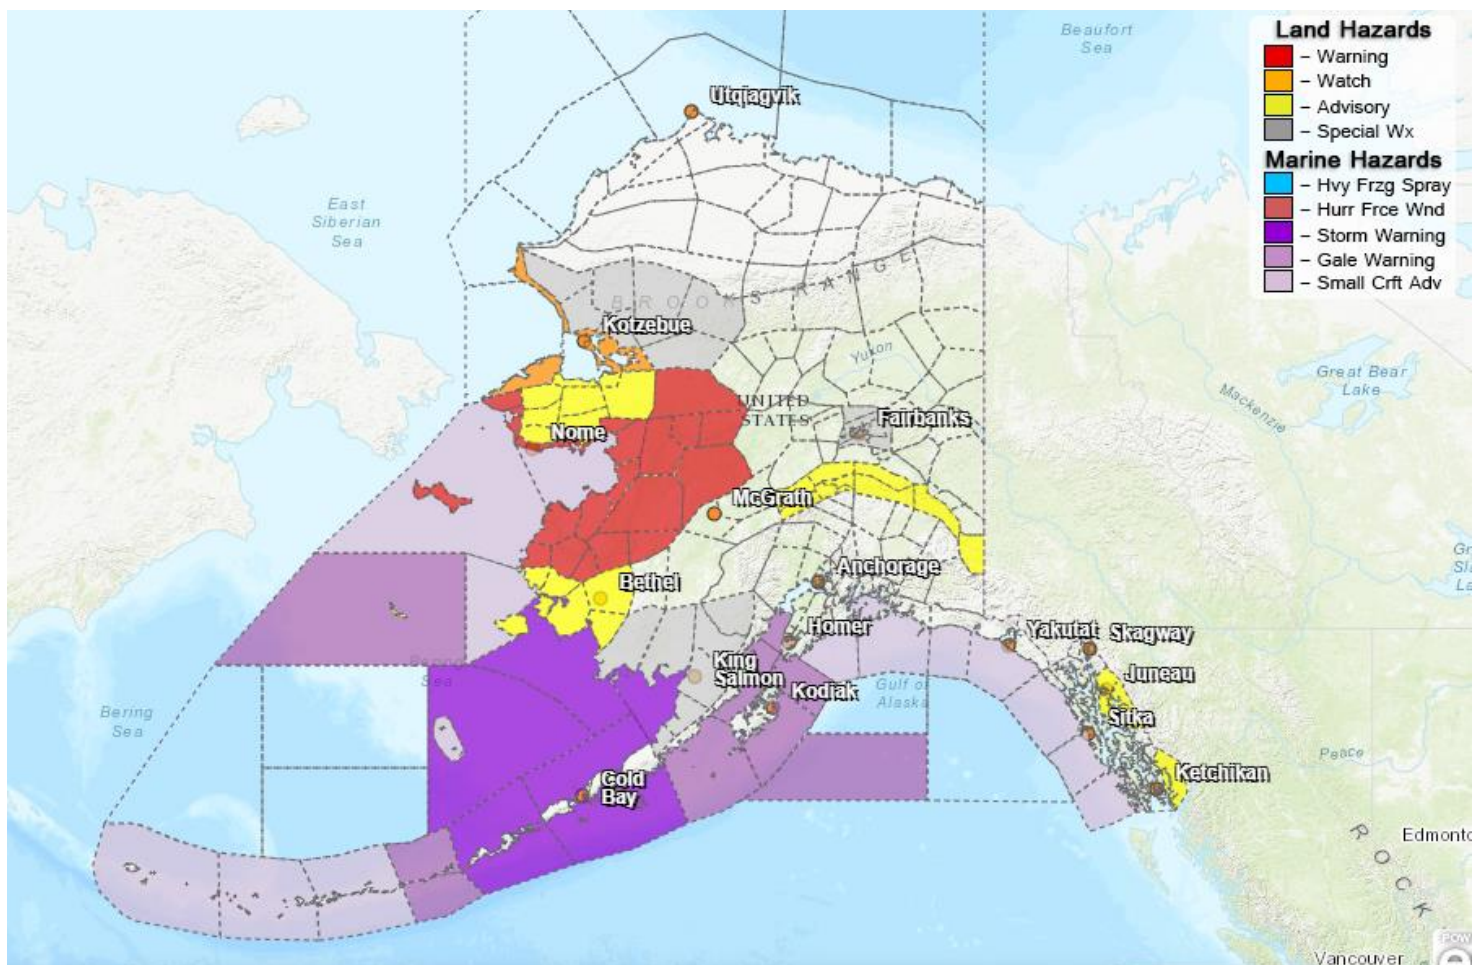 Beaufort
Sea
Land Hazards
– Warning
– Watch
– Advisory
– Special Wx
Marine Hazards
– Hvy Frzg Spray
– Hurr Frce Wnd
– Storm Warning
– Gale Warning
– Small Crft Adv
Utqiagvik
East
Siberian
Sea
BROOKS RANGE
Kotzebue
Yukon
Great Bear
Lake
Mackenzie
UNITED
STATES
Fairbanks
Nome
McGrath
Anchorage
Bethel
Homer
Yakutat
Skagway
King
Salmon
Juneau
Kodiak
Gulf of
Alaska
Sea
Sitka
Bering
Sea
Peace
Ketchikan
Cold
Bay
ROCK
Edmonto
Vancouver
POW